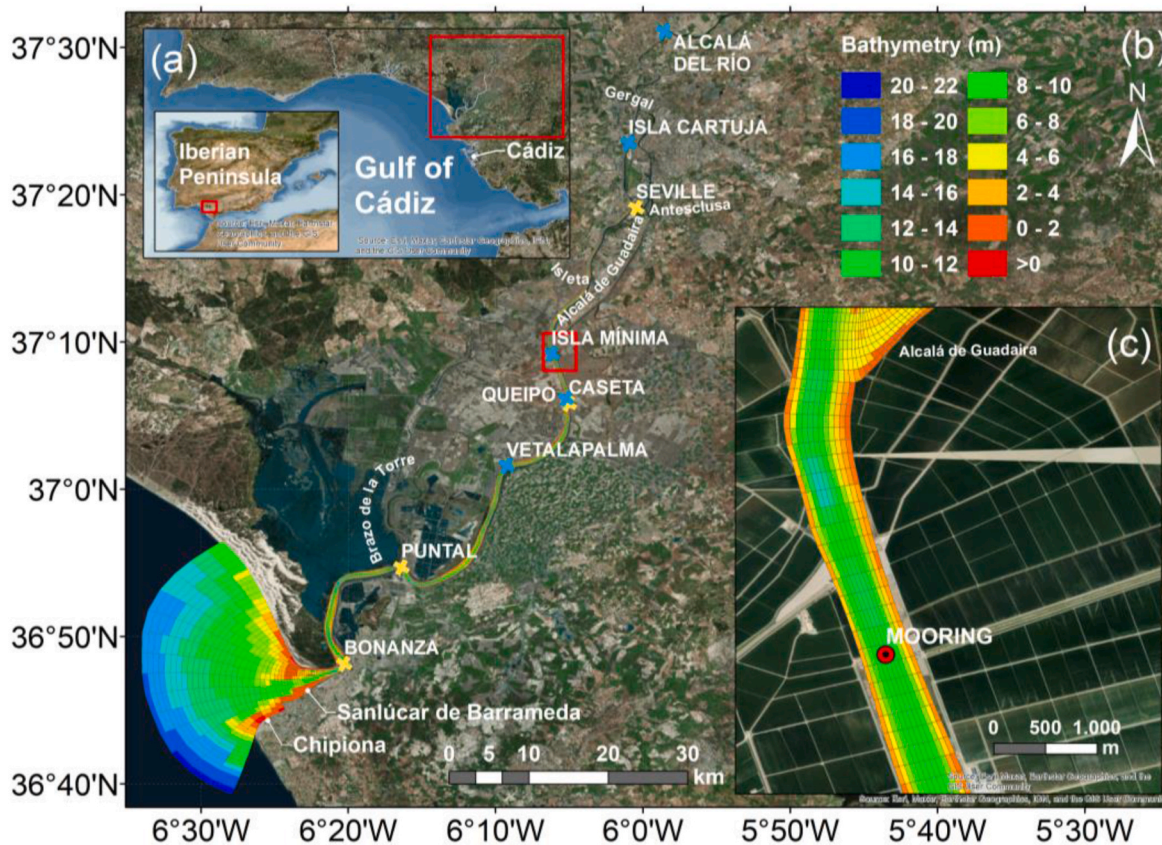 37°30'N
37°20'N
37°10'N
37°0'N
36°50'N
36°40'N
6°30'W
6°20'W
6°10'W
6°0'W
5°50'W
5°40'W
5°30'W
(a)
Iberian
Peninsula
Gulf of
Cádiz
Cádiz
(b)
ALCALÁ
DEL RÍO
Gergal
ISLA CARTUJA
SEVILLE
Antesclusa
Isleta
Alcalá de Guadaira
ISLA MÍNIMA
QUEIPO
CASETA
VETALAPALMA
Brazo de la Torre
PUNTAL
BONANZA
Sanlúcar de Barrameda
Chipiona
0 5 10 20 30
km
Bathymetry (m)
20 - 22
18 - 20
16 - 18
14 - 16
12 - 14
10 - 12
8 - 10
6 - 8
4 - 6
2 - 4
0 - 2
>0
N
(c)
Alcalá de Guadaira
MOORING
0 500 1.000
m